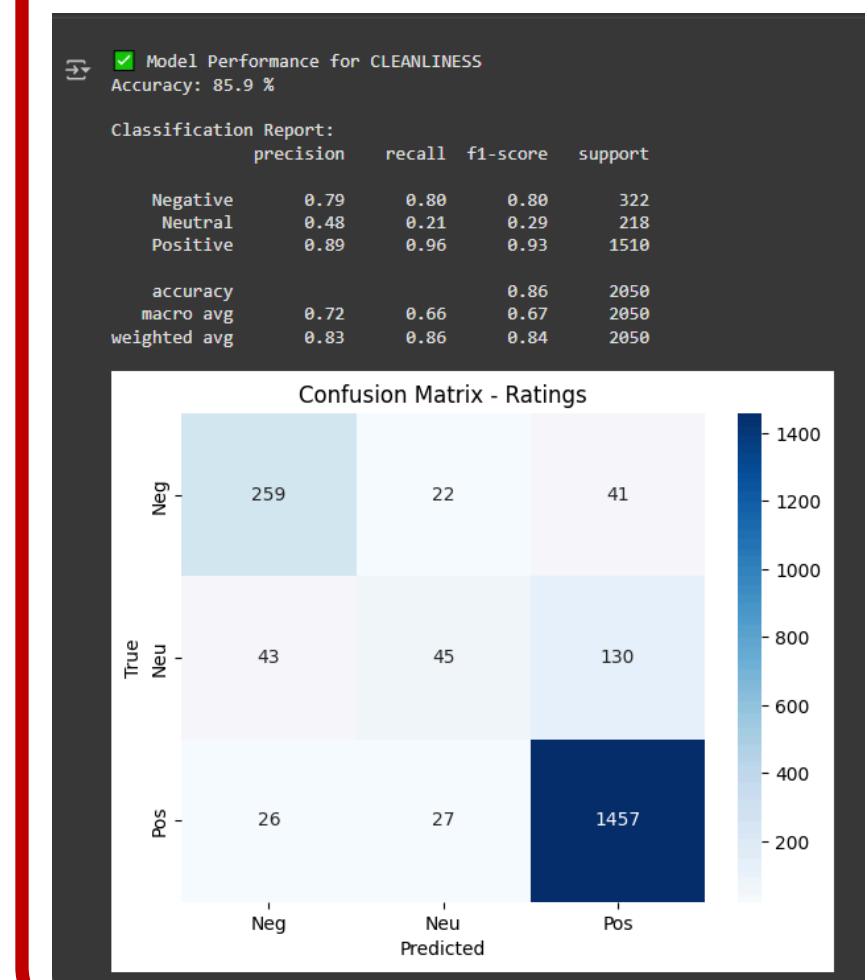 ✅ Model Performance for CLEANLINESS
Accuracy: 85.9 %
Classification Report:
precision recall f1-score support
Negative 0.79 0.80 0.80 322
Neutral 0.48 0.21 0.29 218
Positive 0.89 0.96 0.93 1510
accuracy 0.86 2050
macro avg 0.72 0.66 0.67 2050
weighted avg 0.83 0.86 0.84 2050
Confusion Matrix - Ratings
Neg 259 22 41
Neu 43 45 130
Pos 26 27 1457
True
Neg Neu Pos
Predicted
1400
1200
1000
800
600
400
200